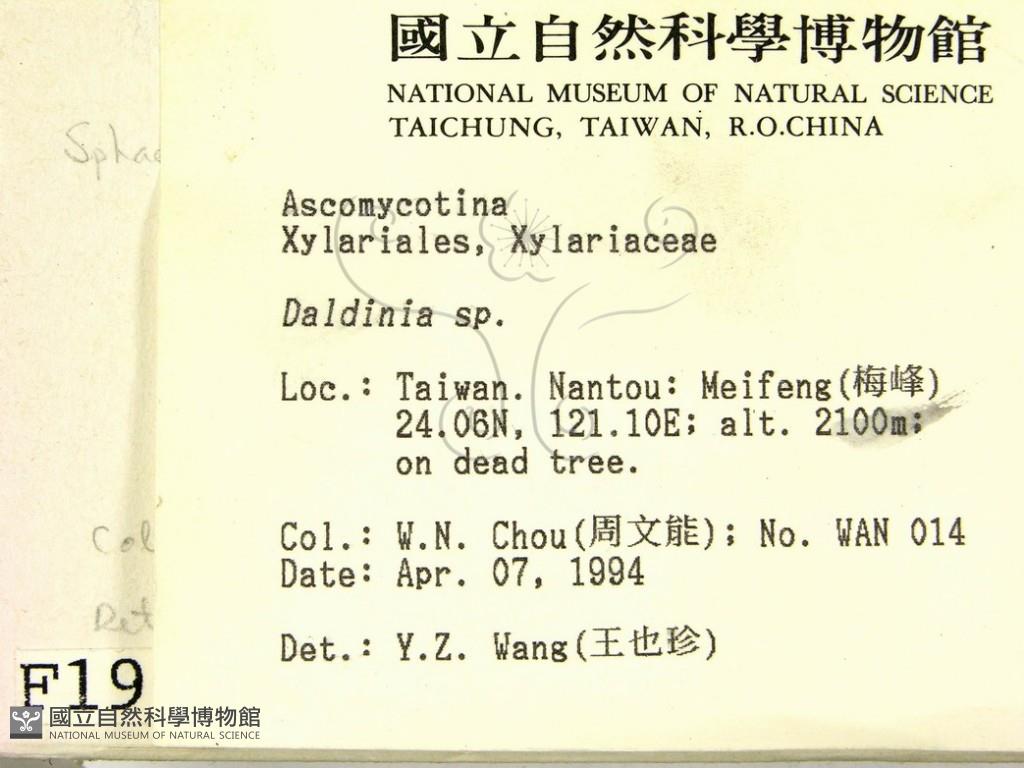 國立自然科學博物館
NATIONAL MUSEUM OF NATURAL SCIENCE
TAICHUNG, TAIWAN, R.O.CHINA
Sphae
Ascomycotina
Xylariales, Xylariaceae
Daldinia sp.
Loc.: Taiwan. Nantou: Meifeng(梅峰)
24.06N, 121.10E; alt. 2100m;
on dead tree.
Col
Col.: W.N. Chou(周文能); No. WAN 014
Date: Apr. 07, 1994
Det
Det.: Y.Z. Wang(王也珍)
F19
國立自然科學博物館
NATIONAL MUSEUM OF NATURAL SCIENCE